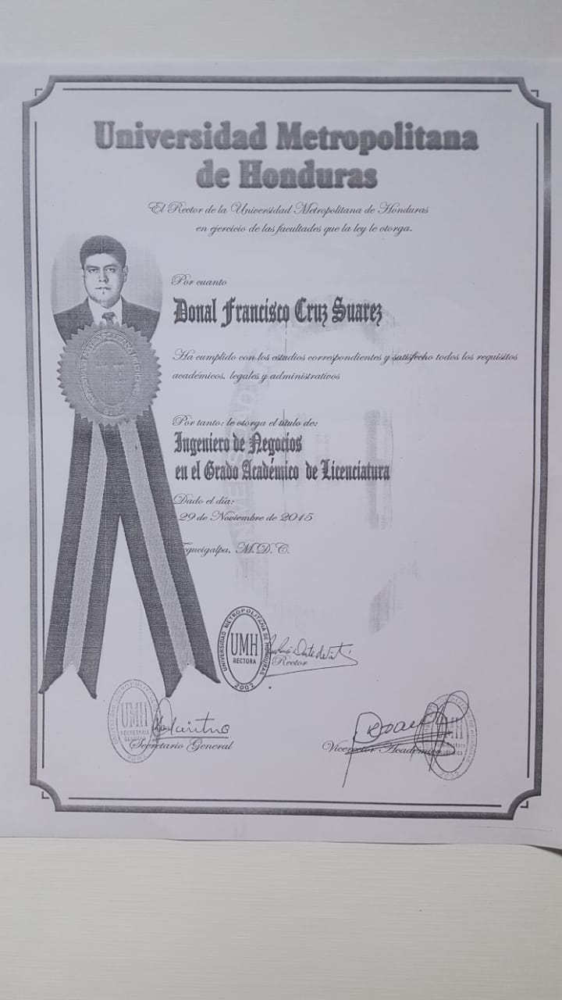 Universidad Metropolitana
de Honduras
El Rector de la Universidad Metropolitana de Honduras
en ejercicio de las facultades que la ley le otorga.
Por cuanto
Donal Francisco Cruz Suarez
Ha cumplido con los estudios correspondientes y satisfecho todos los requisitos
académicos, legales y administrativos
Por tanto: le otorga el título de:
Ingeniero de Negocios
en el Grado Académico de Licenciatura
Dado el día:
29 de Noviembre de 2015
Tegucigalpa, M.D.C.
UNIVERSIDAD METROPOLITANA DE HONDURAS
UMH
RECTORA
2002
Rector
UMH
SECRETARIA
GENERAL
2002
Secretario General
Vicerector Académico
2002